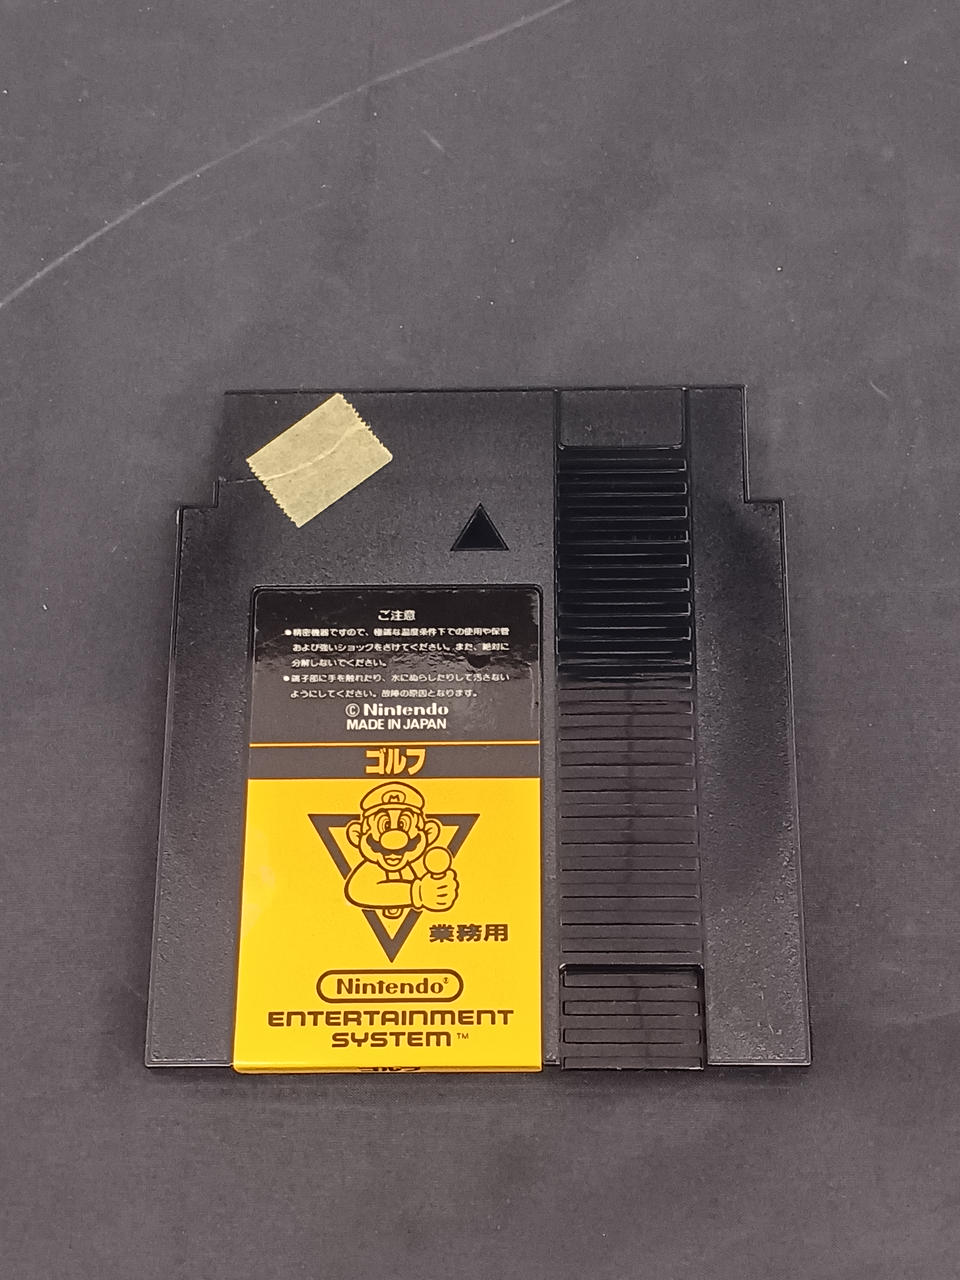 ご注意
●精密機器ですので、極端な温度条件下での使用や保管
および強いショックをさけてください。また、絶対に
分解しないでください。
●端子部に手を触れたり、水にぬらしたりして汚さない
ようにしてください。故障の原因となります。
© Nintendo
MADE IN JAPAN
ゴルフ
M
業務用
Nintendo®
ENTERTAINMENT
SYSTEM™
ゴルフ